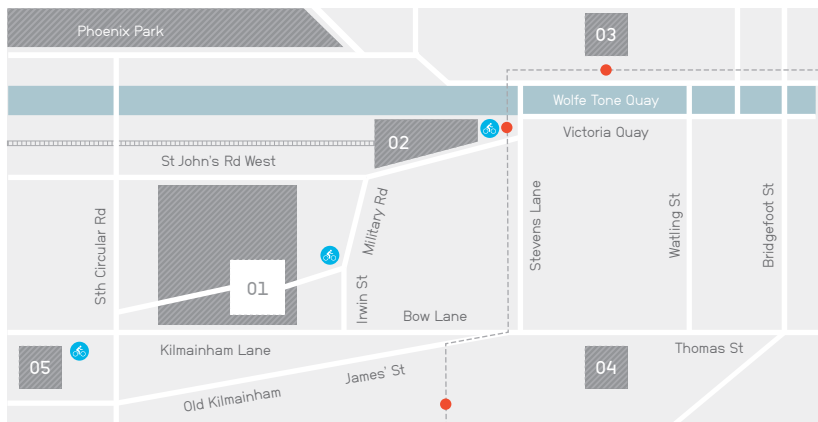 Phoenix Park
03
Wolfe Tone Quay
02
Victoria Quay
St John's Rd West
Sth Circular Rd
Military Rd
Stevens Lane
Watling St
Bridgefoot St
01
Irwin St
Bow Lane
Kilmainham Lane
Thomas St
05
James' St
04
Old Kilmainham